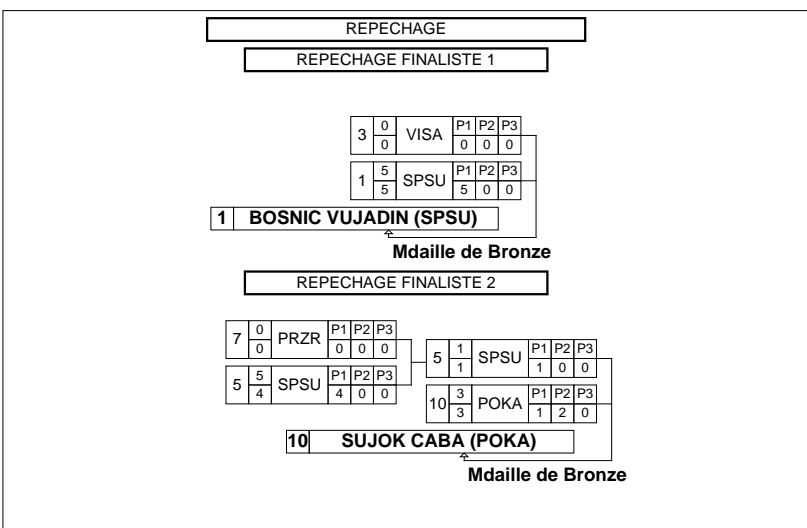 REPECHAGE
REPECHAGE FINALISTE 1
3 0 VISA P1 P2 P3
0 0 0 0
1 5 SPSU P1 P2 P3
5 5 0 0
1 BOSNIC VUJADIN (SPSU)
Mdaille de Bronze
REPECHAGE FINALISTE 2
7 0 PRZR P1 P2 P3
0 0 0 0
5 5 SPSU P1 P2 P3
4 4 0 0
5 1 SPSU P1 P2 P3
1 1 0 0
10 3 POKA P1 P2 P3
3 1 2 0
10 SUJOK CABA (POKA)
Mdaille de Bronze